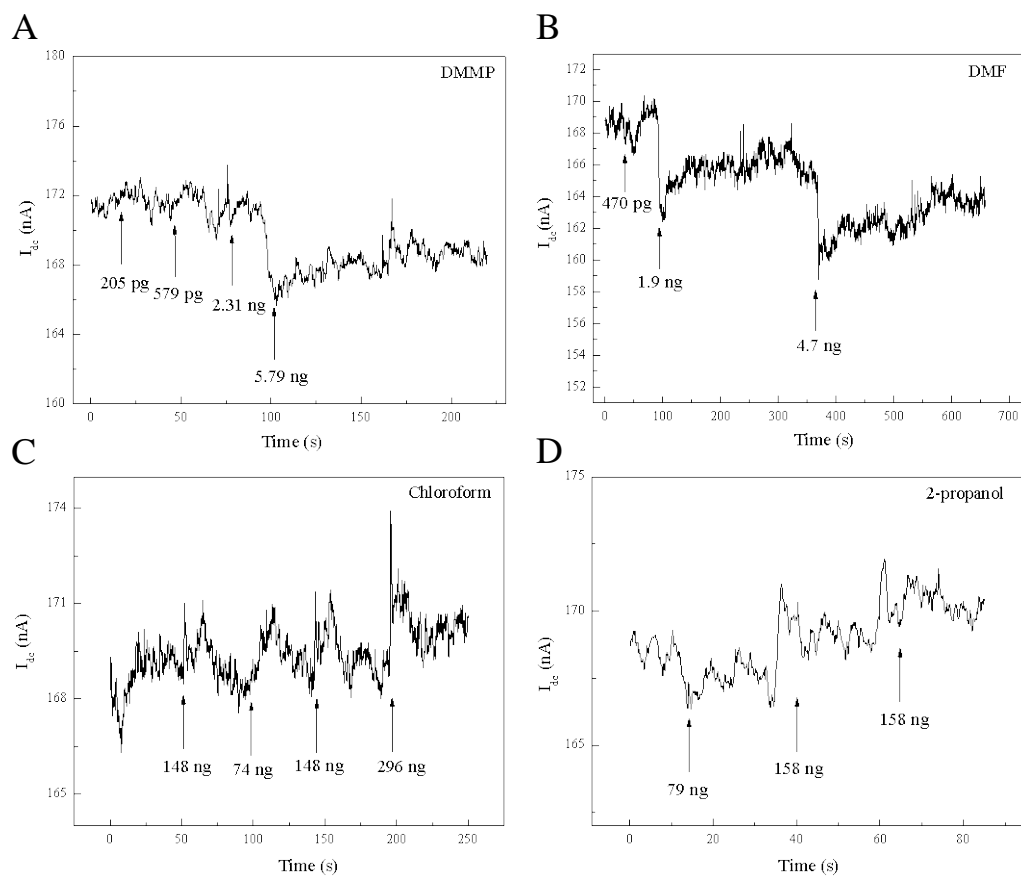 A
180
176
172
168
164
160
I_dc (nA)
DMMP
205 pg
579 pg
2.31 ng
5.79 ng
0
50
100
150
200
Time (s)
B
172
170
168
166
164
162
160
158
156
154
152
I_dc (nA)
DMF
470 pg
1.9 ng
4.7 ng
0
100
200
300
400
500
600
700
Time (s)
C
174
171
168
165
I_dc (nA)
Chloroform
148 ng
74 ng
148 ng
296 ng
0
50
100
150
200
250
Time (s)
D
175
170
165
I_dc (nA)
2-propanol
79 ng
158 ng
158 ng
0
20
40
60
80
Time (s)